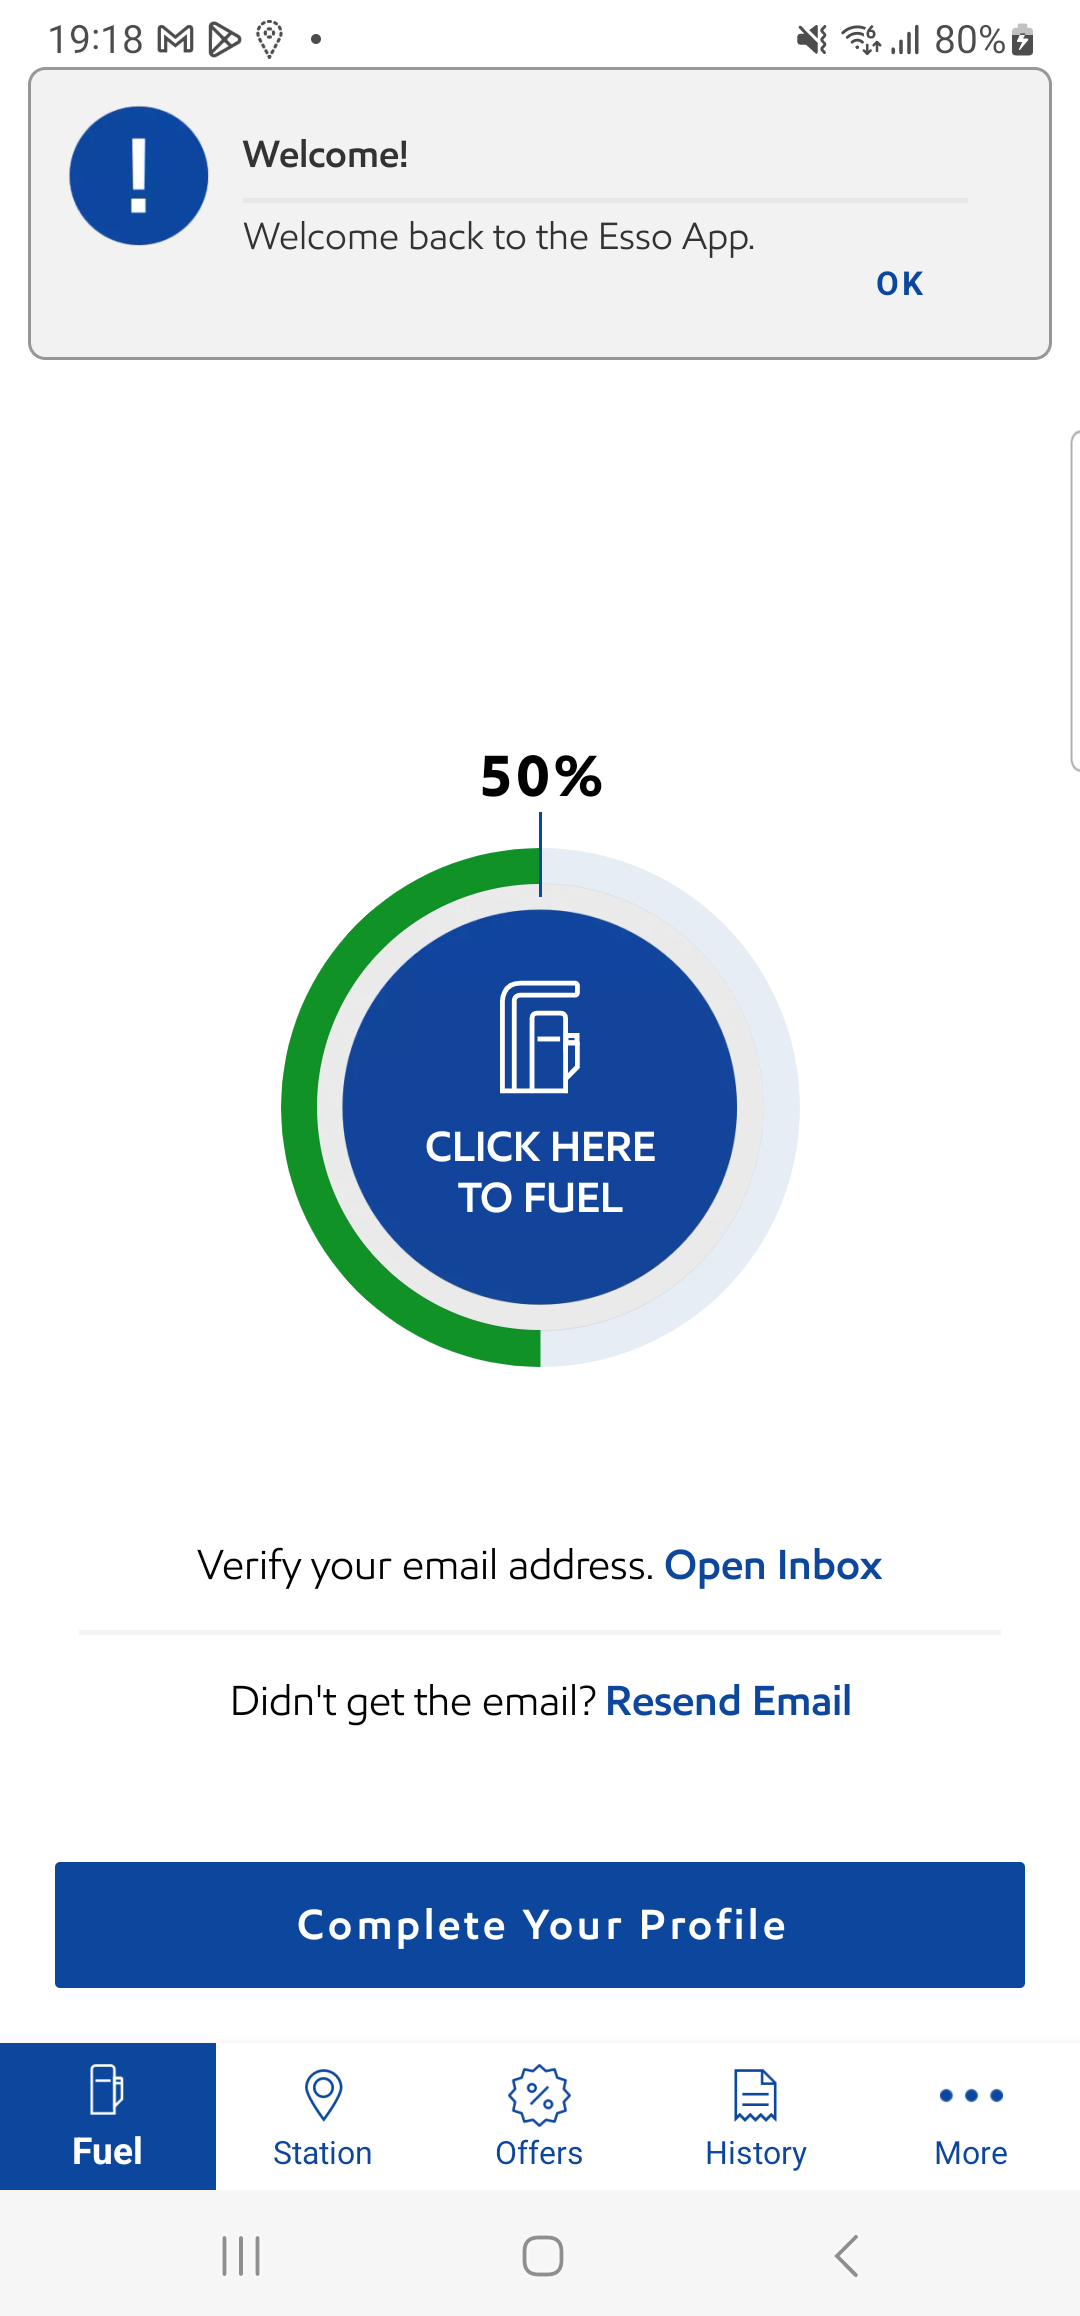 19:18
80%
Welcome!
Welcome back to the Esso App.
OK
50%
CLICK HERE
TO FUEL
Verify your email address. Open Inbox
Didn't get the email? Resend Email
Complete Your Profile
Fuel
Station
Offers
History
More